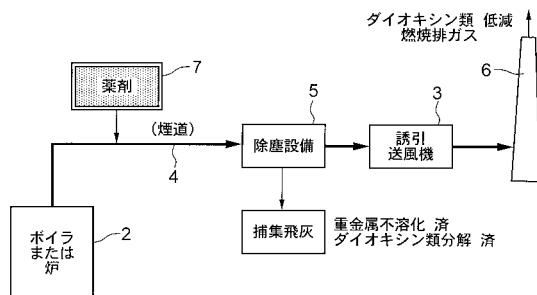 ダイオキシン類 低減
燃焼排ガス
6
薬剤
7
5
3
(煙道)
除塵設備
誘引
送風機
4
ボイラ
または
炉
2
捕集飛灰
重金属不溶化 済
ダイオキシン類分解 済